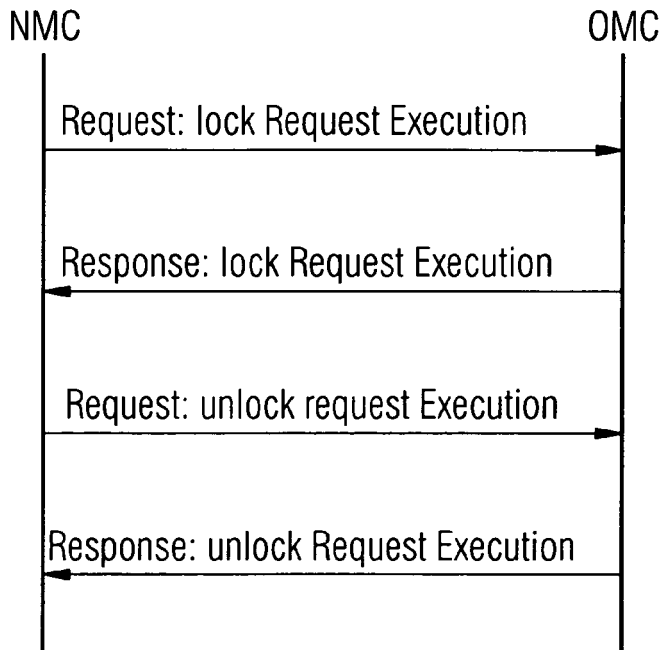 NMC
OMC
Request: lock Request Execution
Response: lock Request Execution
Request: unlock request Execution
Response: unlock Request Execution